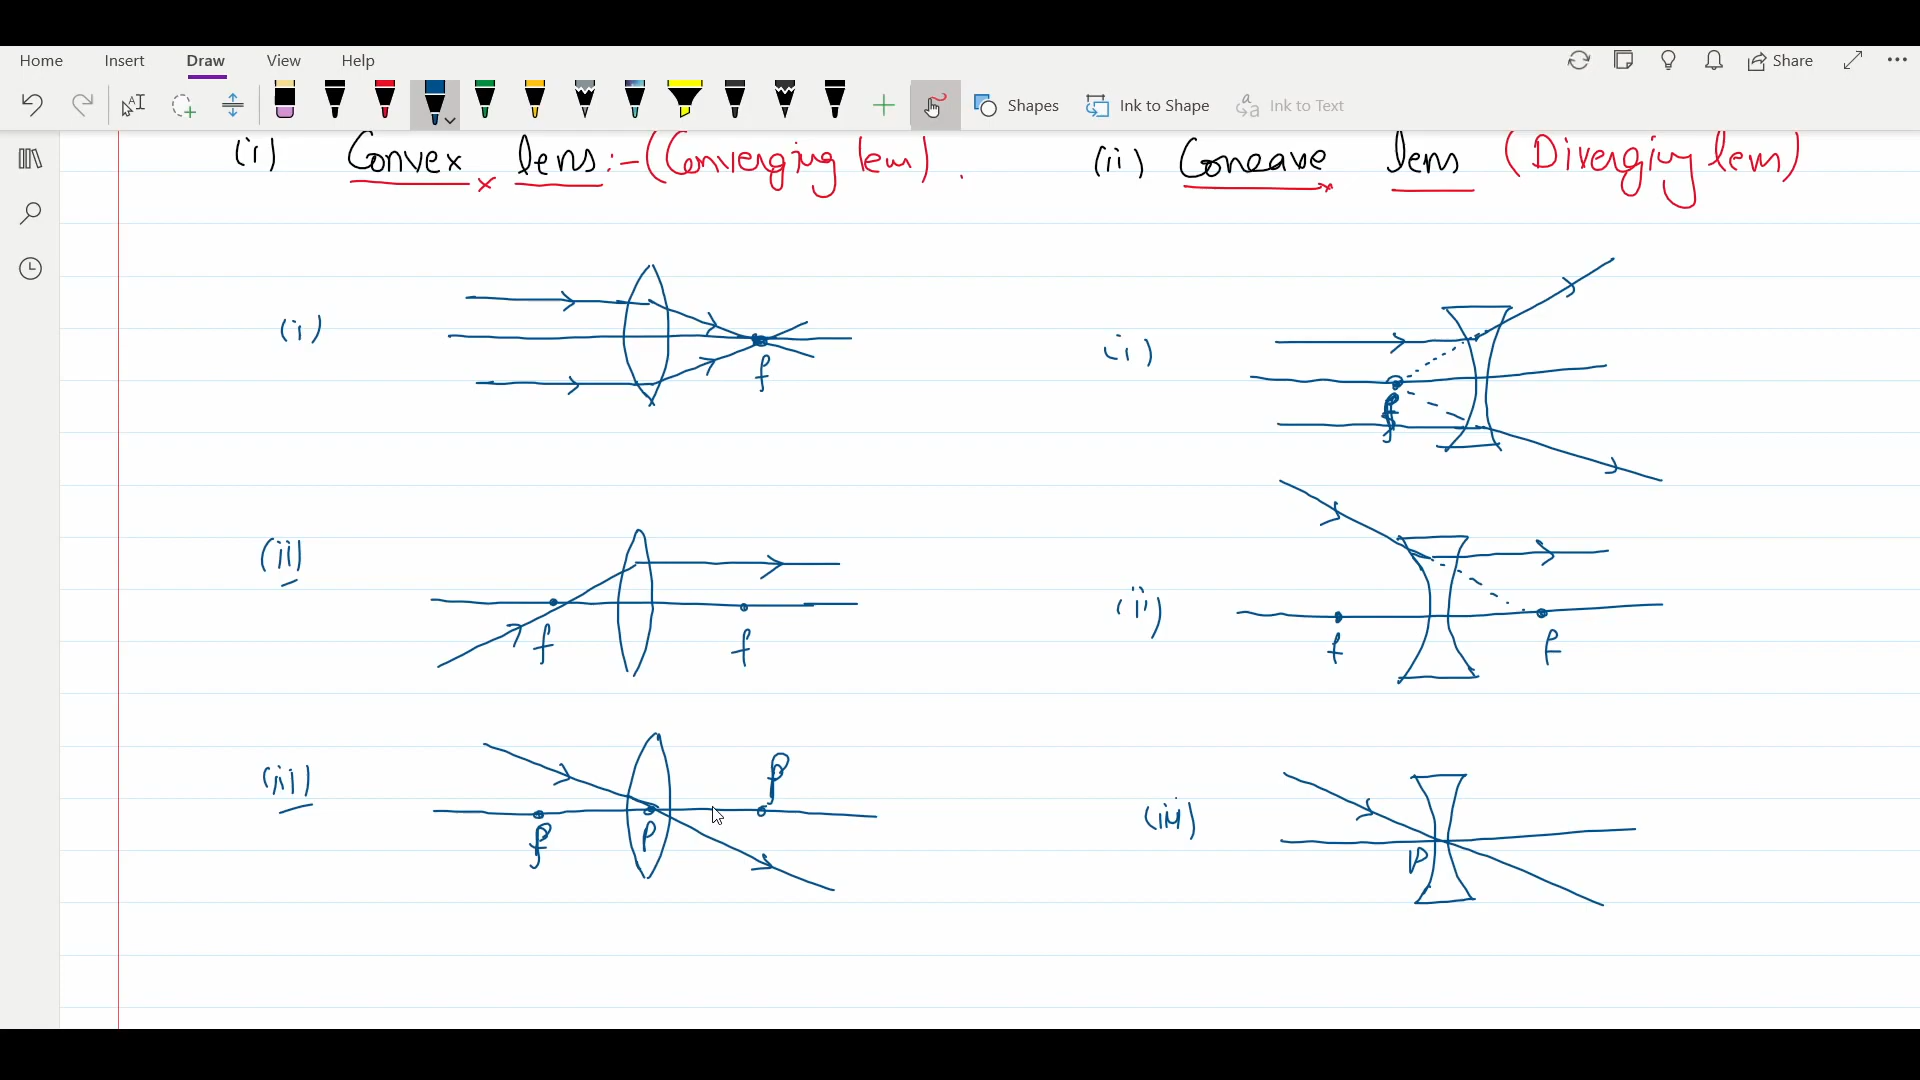 Home Insert Draw View Help Share
Shapes Ink to Shape Ink to Text
(i) Convex lens :- (Converging lens). (ii) Concave lens (Diverging lens)
(i) f
(i) f
(ii) f f
(ii) f f
(iii) f P f
(iii) P